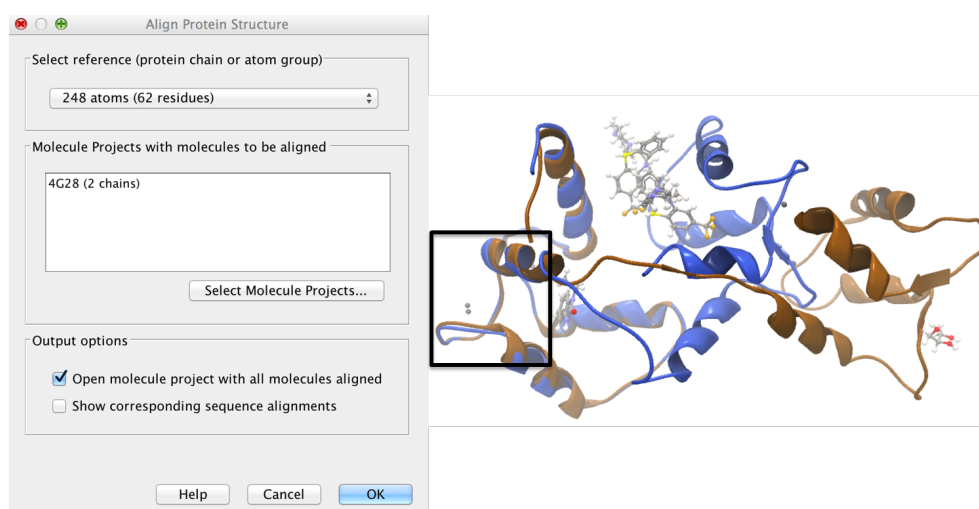 Align Protein Structure
Select reference (protein chain or atom group)
248 atoms (62 residues)
Molecule Projects with molecules to be aligned
4G28 (2 chains)
Select Molecule Projects...
Output options
Open molecule project with all molecules aligned
Show corresponding sequence alignments
Help
Cancel
OK